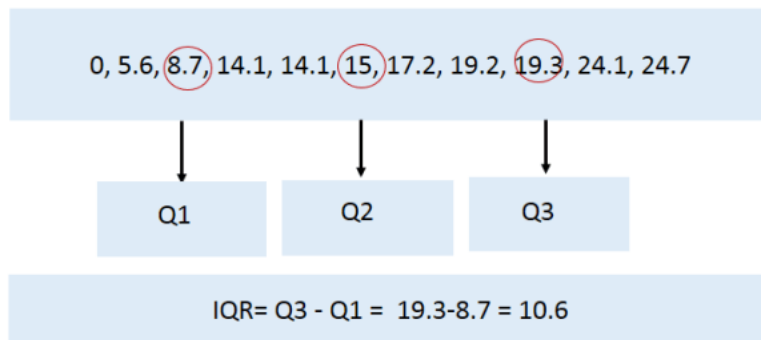 0, 5.6, 8.7, 14.1, 14.1, 15, 17.2, 19.2, 19.3, 24.1, 24.7
Q1 Q2 Q3
IQR= Q3 - Q1 = 19.3-8.7 = 10.6